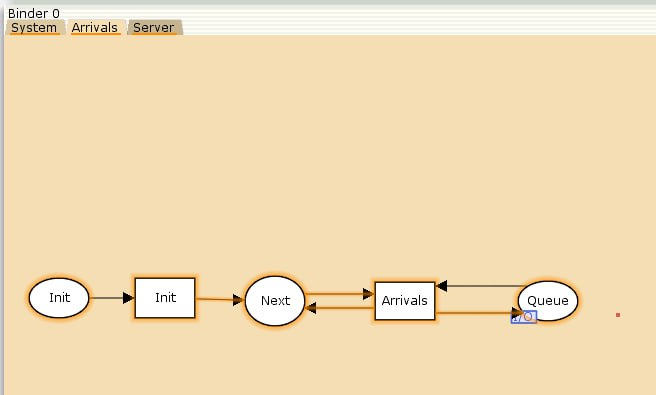 Binder 0
System Arrivals Server
Init Init Next Arrivals Queue
I/O